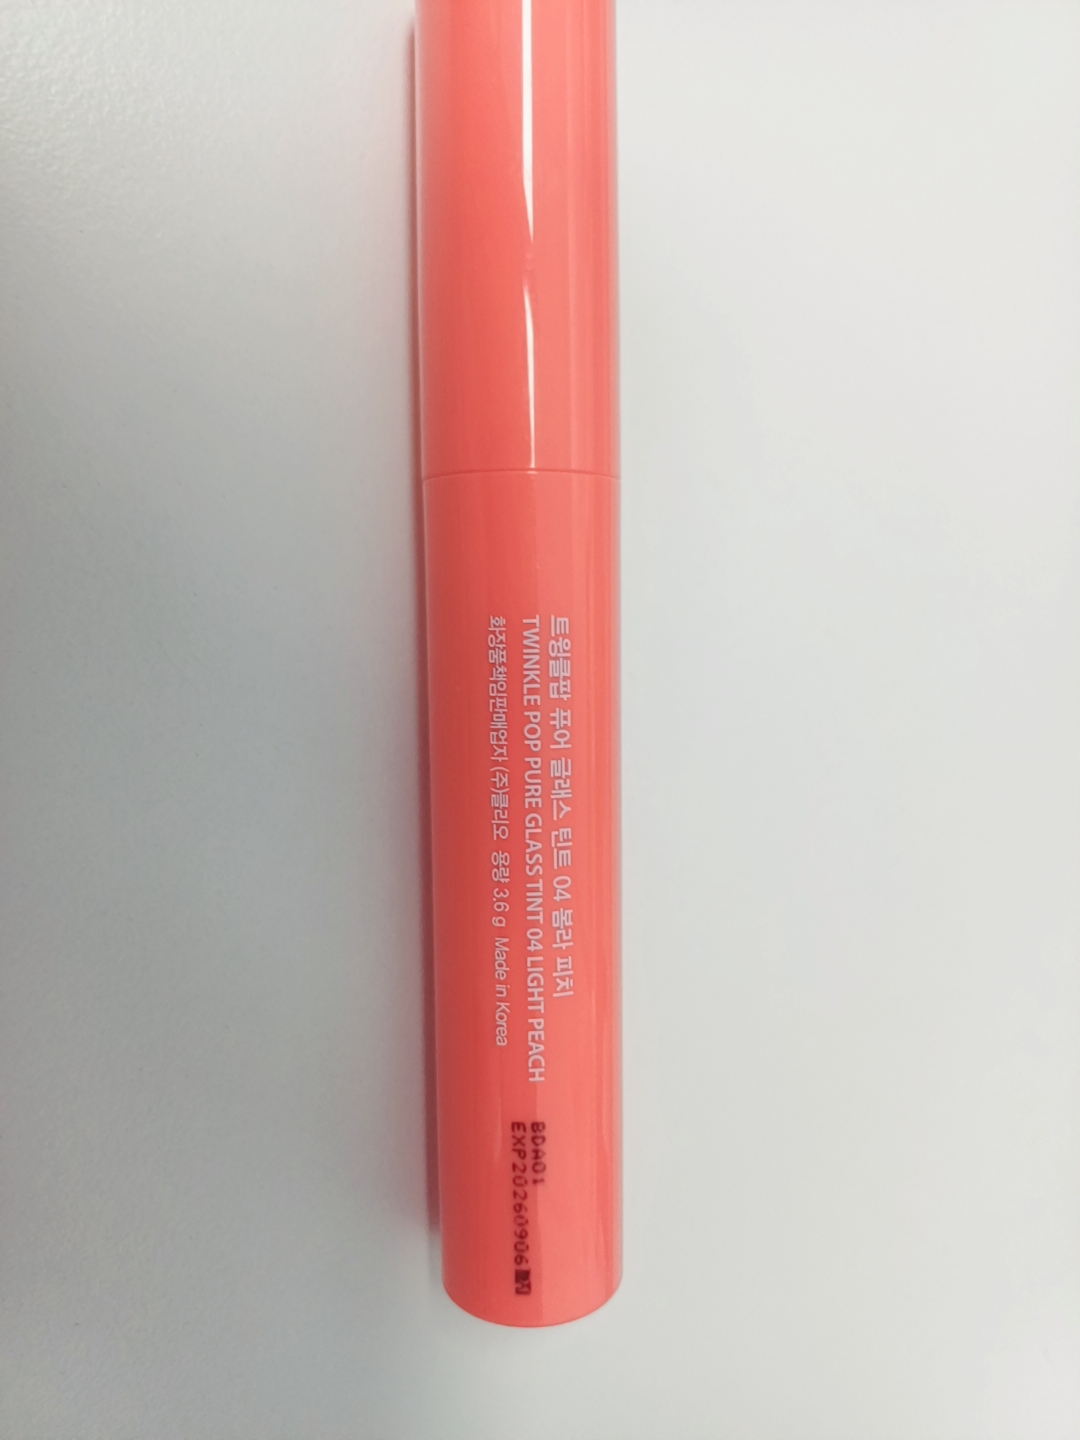 트윙클팝 퓨어 글래스 틴트 04 봄라 피치
TWINKLE POP PURE GLASS TINT 04 LIGHT PEACH
화장품책임판매업자 (주)클리오 용량 3.6 g Made in Korea
BDA01
EXP20260906